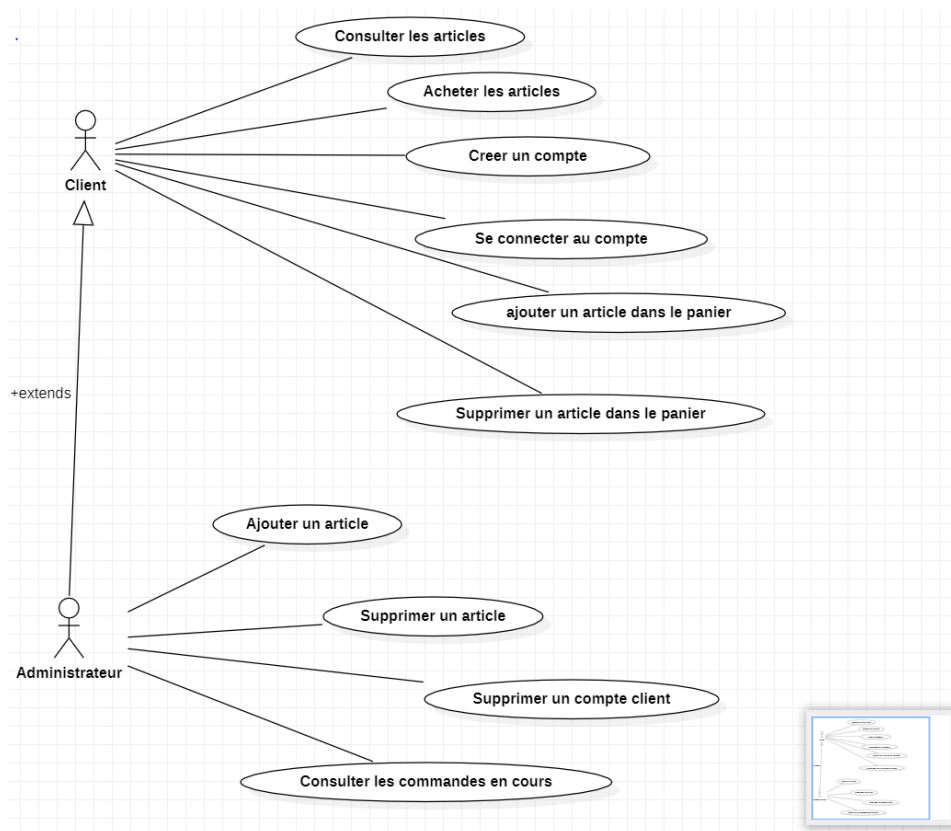 Consulter les articles
Acheter les articles
Creer un compte
Client
Se connecter au compte
ajouter un article dans le panier
+extends
Supprimer un article dans le panier
Ajouter un article
Supprimer un article
Administrateur
Supprimer un compte client
Consulter les commandes en cours